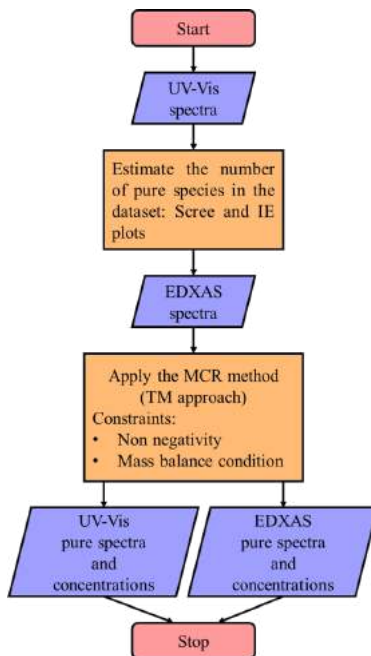 Start
UV-Vis
spectra
Estimate the number
of pure species in the
dataset: Scree and IE
plots
EDXAS
spectra
Apply the MCR method
(TM approach)
Constraints:
• Non negativity
• Mass balance condition
UV-Vis
pure spectra
and
concentrations
EDXAS
pure spectra
and
concentrations
Stop